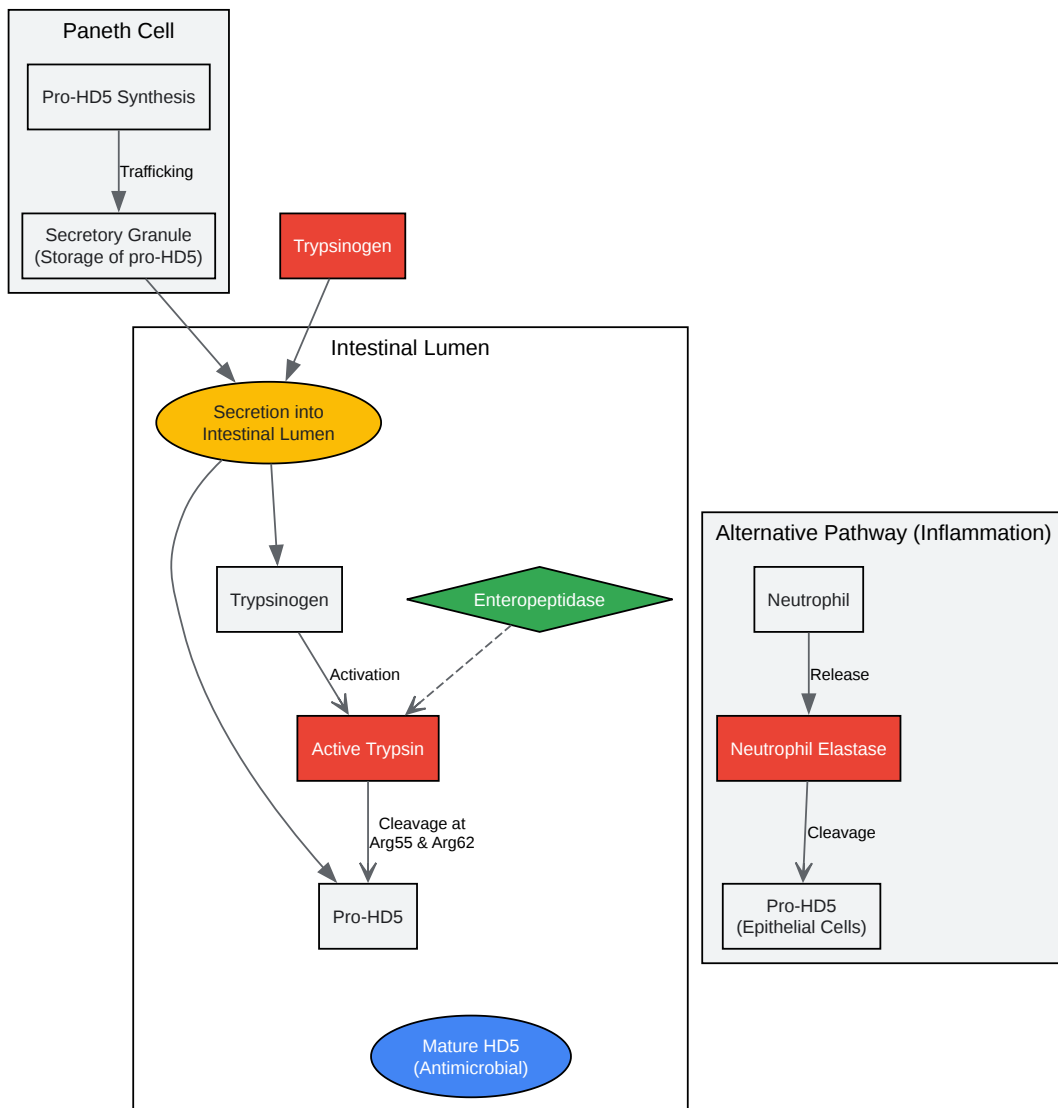 Paneth Cell
Pro-HD5 Synthesis
Trafficking
Secretory Granule
(Storage of pro-HD5)
Trypsinogen
Intestinal Lumen
Secretion into
Intestinal Lumen
Trypsinogen
Enteropeptidase
Activation
Active Trypsin
Cleavage at
Arg55 & Arg62
Pro-HD5
Mature HD5
(Antimicrobial)
Alternative Pathway (Inflammation)
Neutrophil
Release
Neutrophil Elastase
Cleavage
Pro-HD5
(Epithelial Cells)